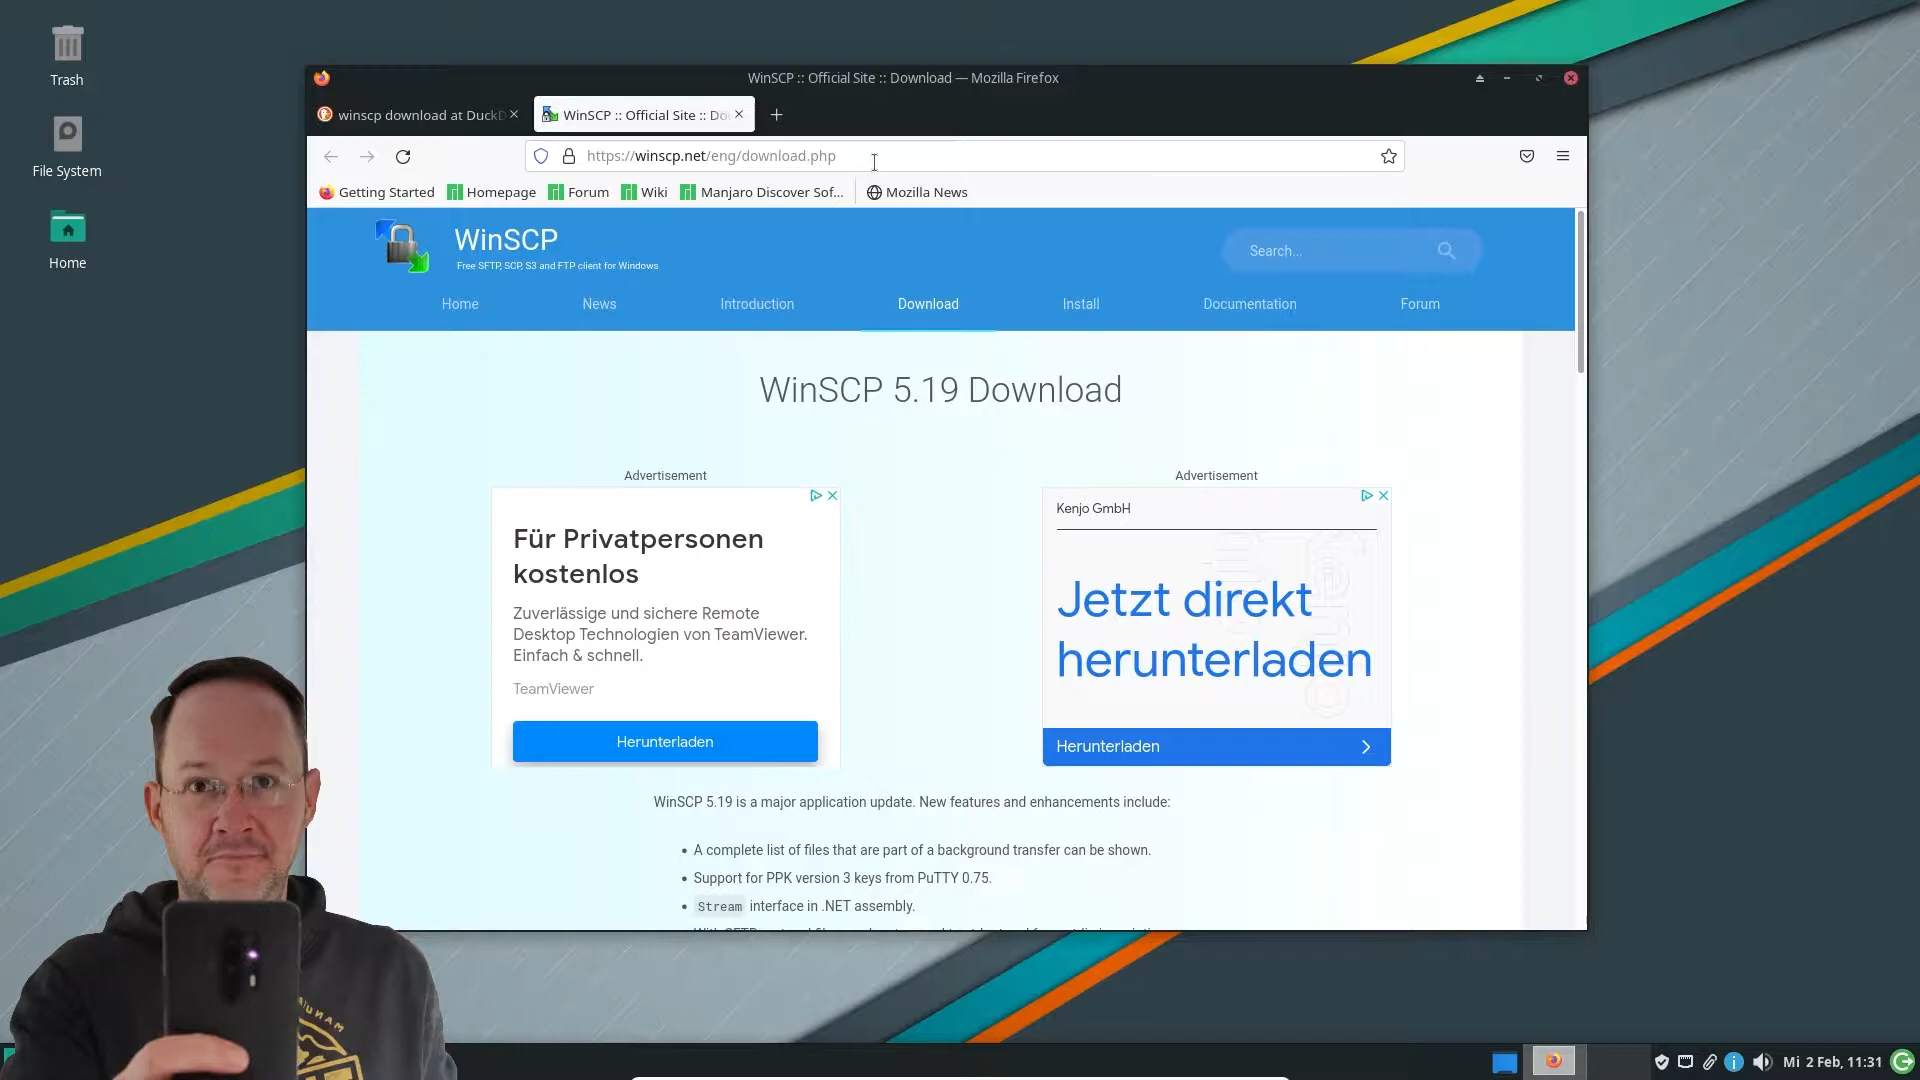 Trash
File System
Home
WinSCP :: Official Site :: Download — Mozilla Firefox
winscp download at DuckD
WinSCP :: Official Site :: Do
https://winscp.net/eng/download.php
Getting Started
Homepage
Forum
Wiki
Manjaro Discover Sof...
Mozilla News
WinSCP
Free SFTP, SCP, S3 and FTP client for Windows
Search...
Home
News
Introduction
Download
Install
Documentation
Forum
WinSCP 5.19 Download
Advertisement
Für Privatpersonen
kostenlos
Zuverlässige und sichere Remote
Desktop Technologien von TeamViewer.
Einfach & schnell.
TeamViewer
Herunterladen
Advertisement
Kenjo GmbH
Jetzt direkt
herunterladen
Herunterladen
WinSCP 5.19 is a major application update. New features and enhancements include:
• A complete list of files that are part of a background transfer can be shown.
• Support for PPK version 3 keys from PuTTY 0.75.
• Stream interface in .NET assembly.
Mi 2 Feb, 11:31